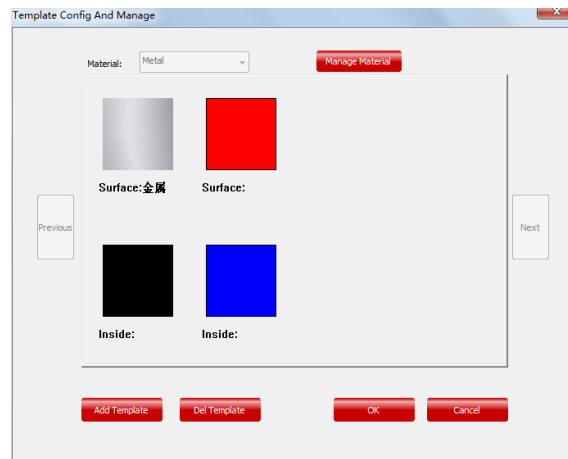 Template Config And Manage
Material: Metal Manage Material
Surface:金属 Surface:
Previous Next
Inside: Inside:
Add Template Del Template OK Cancel